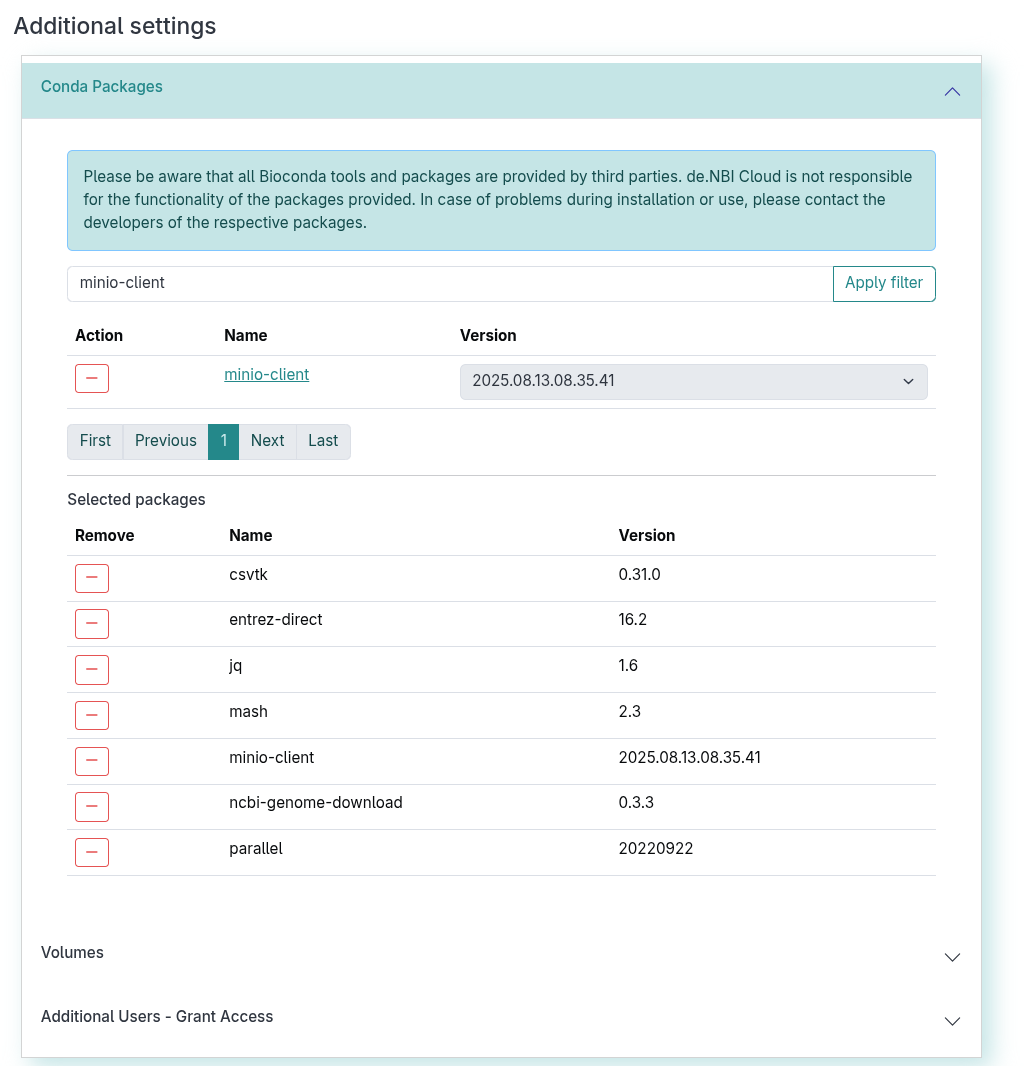 Additional settings
Conda Packages
Please be aware that all Bioconda tools and packages are provided by third parties. de.NBI Cloud is not responsible
for the functionality of the packages provided. In case of problems during installation or use, please contact the
developers of the respective packages.
minio-client Apply filter
Action Name Version
minio-client 2025.08.13.08.35.41
First Previous 1 Next Last
Selected packages
Remove Name Version
csvtk 0.31.0
entrez-direct 16.2
jq 1.6
mash 2.3
minio-client 2025.08.13.08.35.41
ncbi-genome-download 0.3.3
parallel 20220922
Volumes
Additional Users - Grant Access